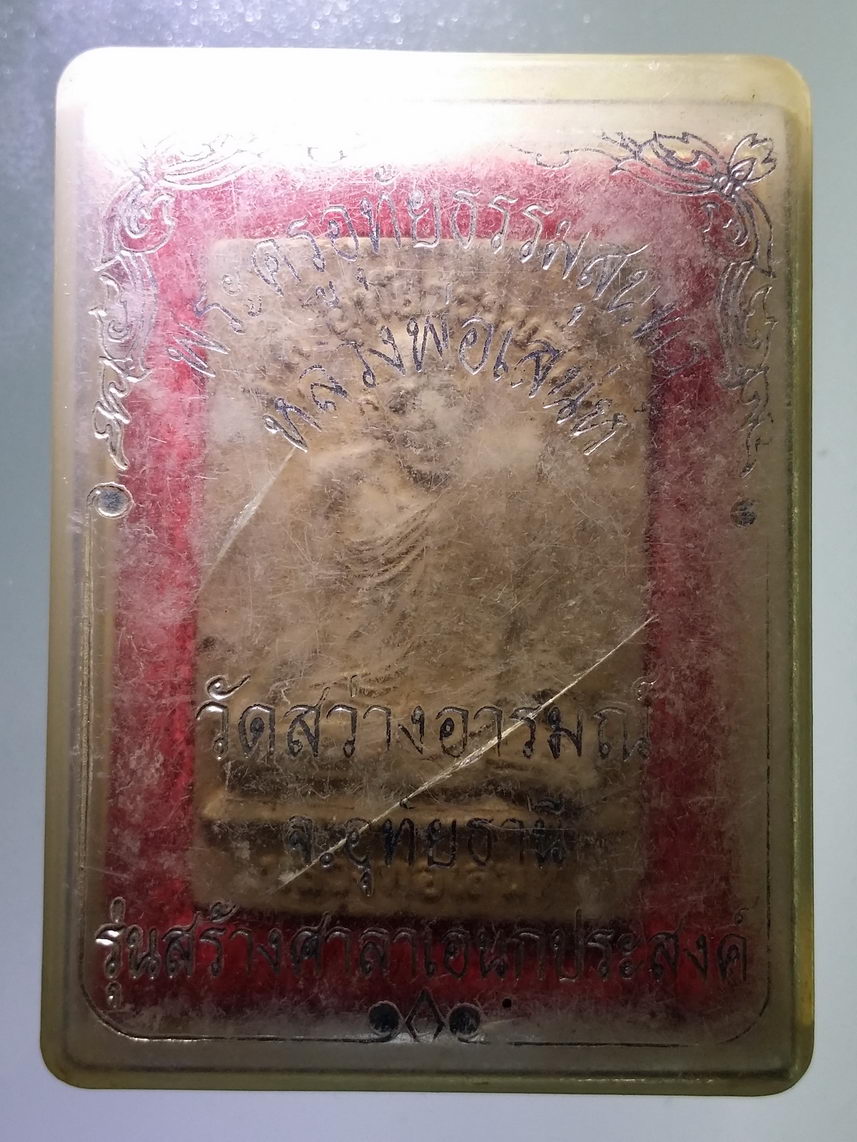 พระครูอุทัยธรรมสุนทร
หลวงพ่อเสน่ห์
วัดสว่างอารมณ์
จ.อุทัยธานี
รุ่นสร้างศาลาเอนกประสงค์